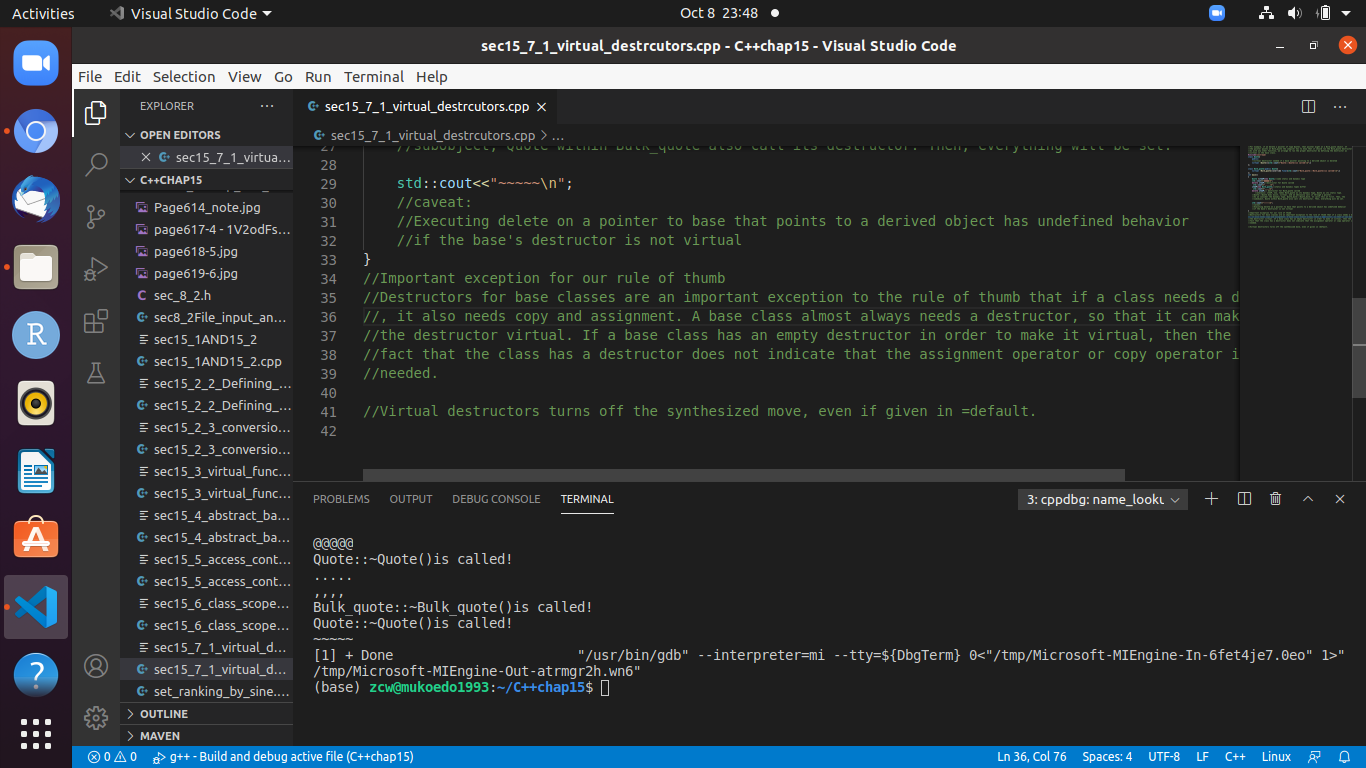 Activities
Visual Studio Code
Oct 8 23:48
sec15_7_1_virtual_destrcutors.cpp - C++chap15 - Visual Studio Code
File Edit Selection View Go Run Terminal Help
EXPLORER
OPEN EDITORS
sec15_7_1_virtua...
C++CHAP15
Page614_note.jpg
page617-4 - 1V2odFs...
page618-5.jpg
page619-6.jpg
C sec_8_2.h
sec8_2File_input_an...
sec15_1AND15_2
sec15_1AND15_2.cpp
sec15_2_2_Defining_...
sec15_2_2_Defining_...
sec15_2_3_conversio...
sec15_2_3_conversio...
sec15_3_virtual_func...
sec15_3_virtual_func...
sec15_4_abstract_ba...
sec15_4_abstract_ba...
sec15_5_access_cont...
sec15_5_access_cont...
sec15_6_class_scope...
sec15_6_class_scope...
sec15_7_1_virtual_d...
sec15_7_1_virtual_d...
set_ranking_by_sine....
OUTLINE
MAVEN
sec15_7_1_virtual_destrcutors.cpp
sec15_7_1_virtual_destrcutors.cpp > ...
27 //subobject, Quote within Bulk_quote also call its destructor. Then, everything will be set.
28
29 std::cout<<"~~~~~\n";
30 //caveat:
31 //Executing delete on a pointer to base that points to a derived object has undefined behavior
32 //if the base's destructor is not virtual
33 }
34 //Important exception for our rule of thumb
35 //Destructors for base classes are an important exception to the rule of thumb that if a class needs a d
36 //, it also needs copy and assignment. A base class almost always needs a destructor, so that it can mak
37 //the destructor virtual. If a base class has an empty destructor in order to make it virtual, then the
38 //fact that the class has a destructor does not indicate that the assignment operator or copy operator i
39 //needed.
40
41 //Virtual destructors turns off the synthesized move, even if given in =default.
42
PROBLEMS OUTPUT DEBUG CONSOLE TERMINAL
3: cppdbg: name_looku
@@@@@
Quote::~Quote()is called!
.....
,,,,
Bulk_quote::~Bulk_quote()is called!
Quote::~Quote()is called!
~~~~~
[1] + Done "/usr/bin/gdb" --interpreter=mi --tty=${DbgTerm} 0<"/tmp/Microsoft-MIEngine-In-6fet4je7.0eo" 1>"
/tmp/Microsoft-MIEngine-Out-atrmgr2h.wn6"
(base) zcw@mukoedo1993:~/C++chap15$
0 0 g++ - Build and debug active file (C++chap15)
Ln 36, Col 76 Spaces: 4 UTF-8 LF C++ Linux